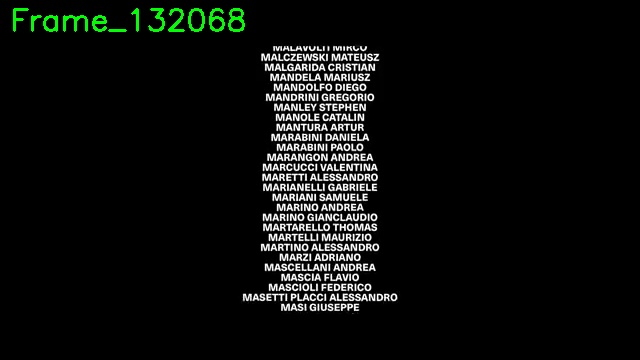 Frame_132068
MALAVOLTI MIRCO
MALCZEWSKI MATEUSZ
MALGARIDA CRISTIAN
MANDELA MARIUSZ
MANDOLFO DIEGO
MANDRINI GREGORIO
MANLEY STEPHEN
MANOLE CATALIN
MANTURA ARTUR
MARABINI DANIELA
MARABINI PAOLO
MARANGON ANDREA
MARCUCCI VALENTINA
MARETTI ALESSANDRO
MARIANELLI GABRIELE
MARIANI SAMUELE
MARINO ANDREA
MARINO GIANCLAUDIO
MARTARELLO THOMAS
MARTELLI MAURIZIO
MARTINO ALESSANDRO
MARZI ADRIANO
MASCELLANI ANDREA
MASCIA FLAVIO
MASCIOLI FEDERICO
MASETTI PLACCI ALESSANDRO
MASI GIUSEPPE